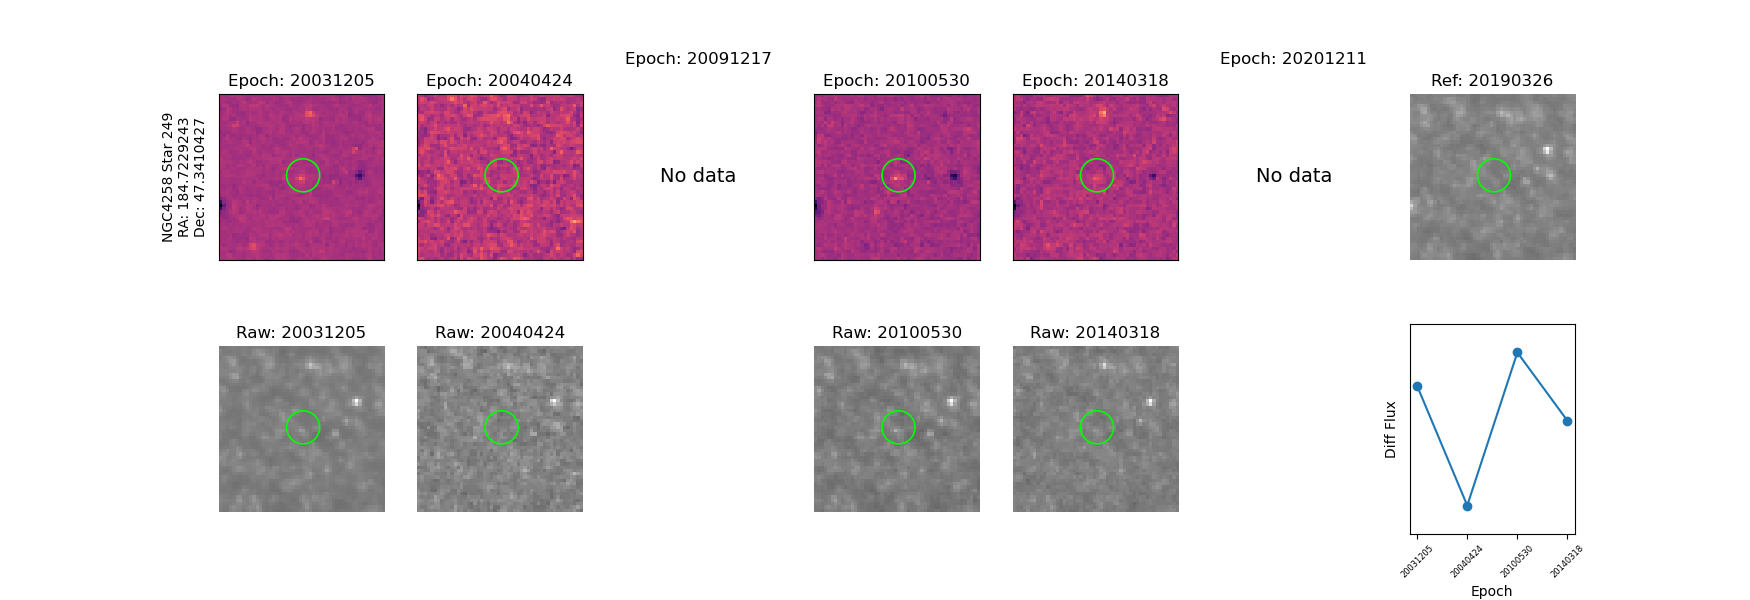 Epoch: 20091217
Epoch: 20201211
Epoch: 20031205
Epoch: 20040424
Epoch: 20100530
Epoch: 20140318
Ref: 20190326
NGC4258 Star 249
RA: 184.7229243
Dec: 47.3410427
No data
No data
Raw: 20031205
Raw: 20040424
Raw: 20100530
Raw: 20140318
Diff Flux
20031205
20040424
20100530
20140318
Epoch